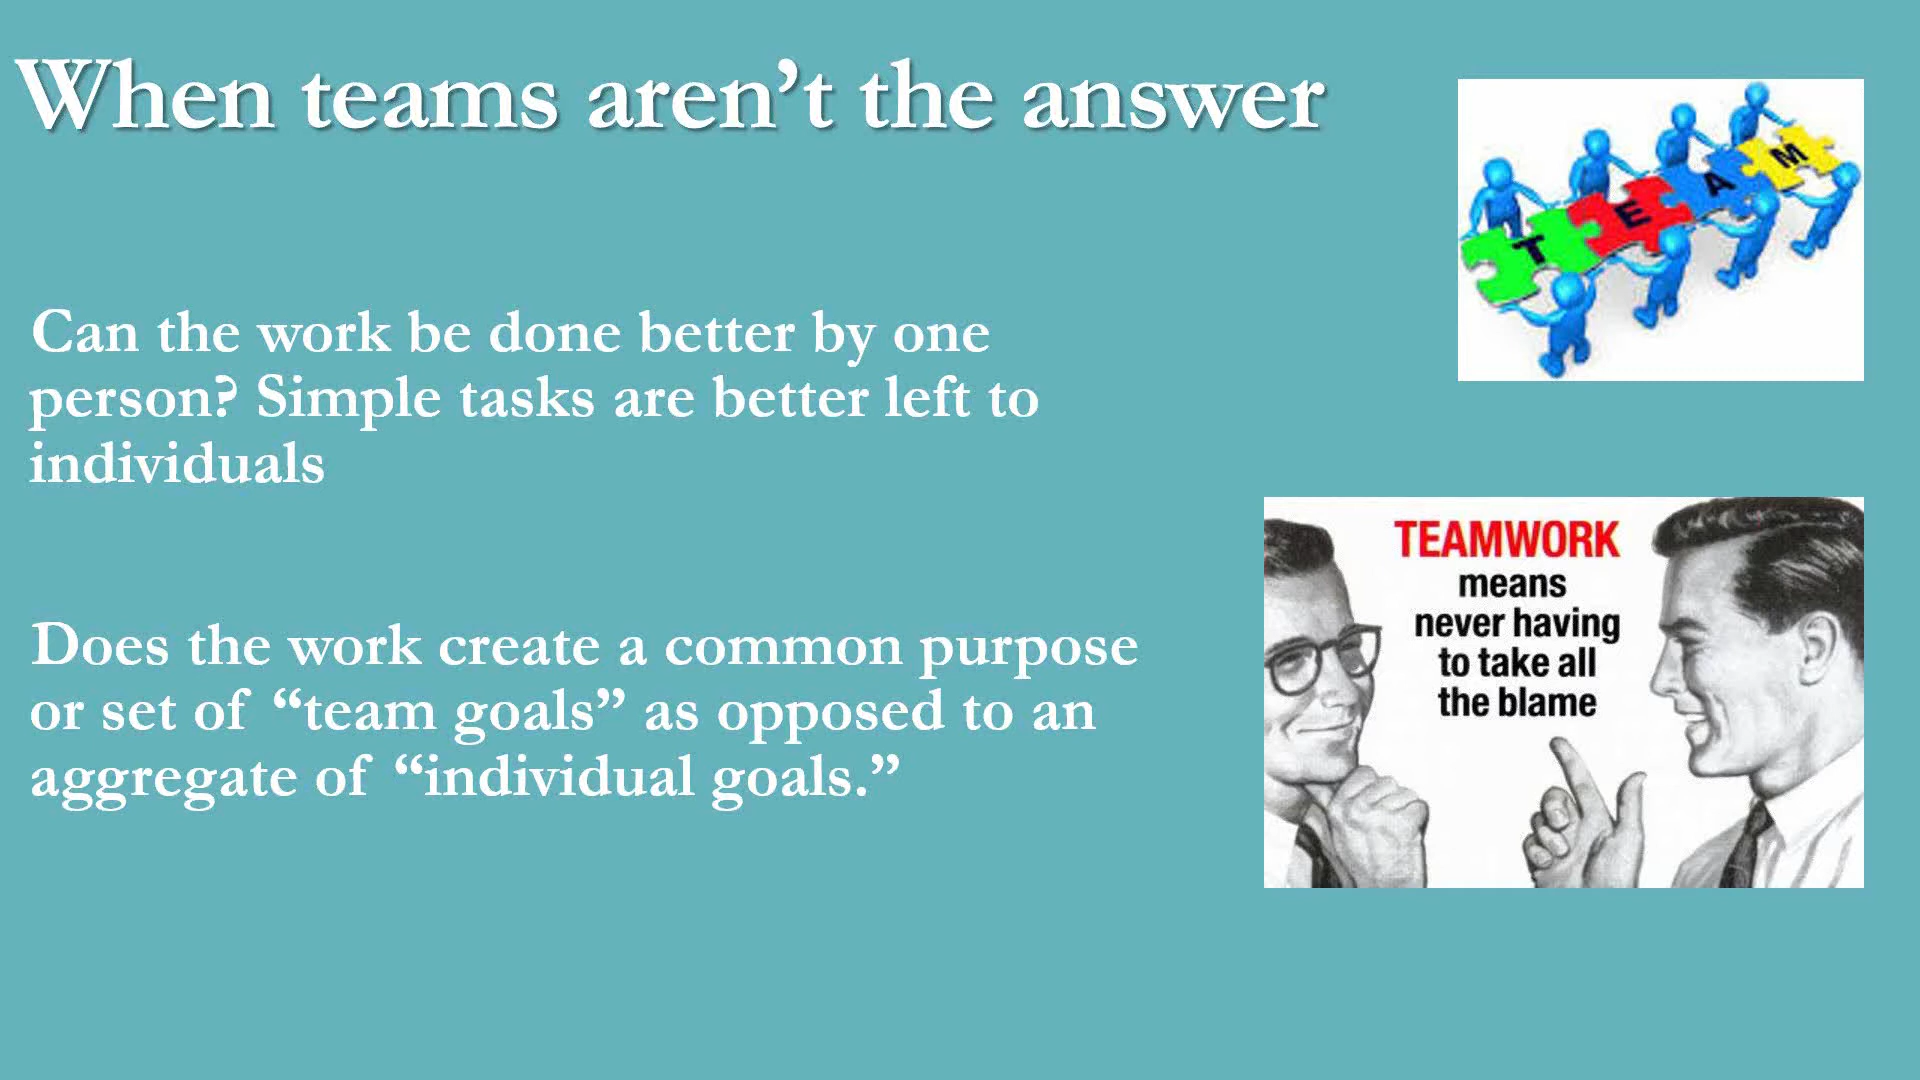 When teams aren’t the answer
T E A M
Can the work be done better by one
person? Simple tasks are better left to
individuals
TEAMWORK
means
never having
to take all
the blame
Does the work create a common purpose
or set of “team goals” as opposed to an
aggregate of “individual goals.”